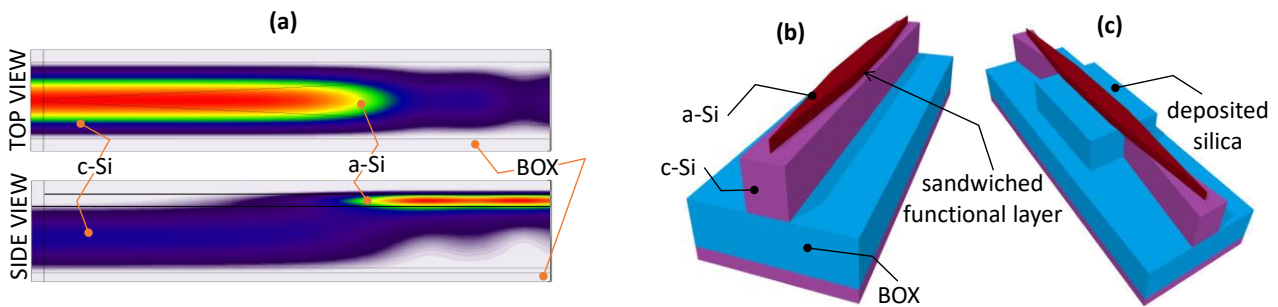 (a)
TOP VIEW
c-Si
a-Si
BOX
SIDE VIEW
(b)
a-Si
c-Si
sandwiched
functional layer
BOX
(c)
deposited
silica